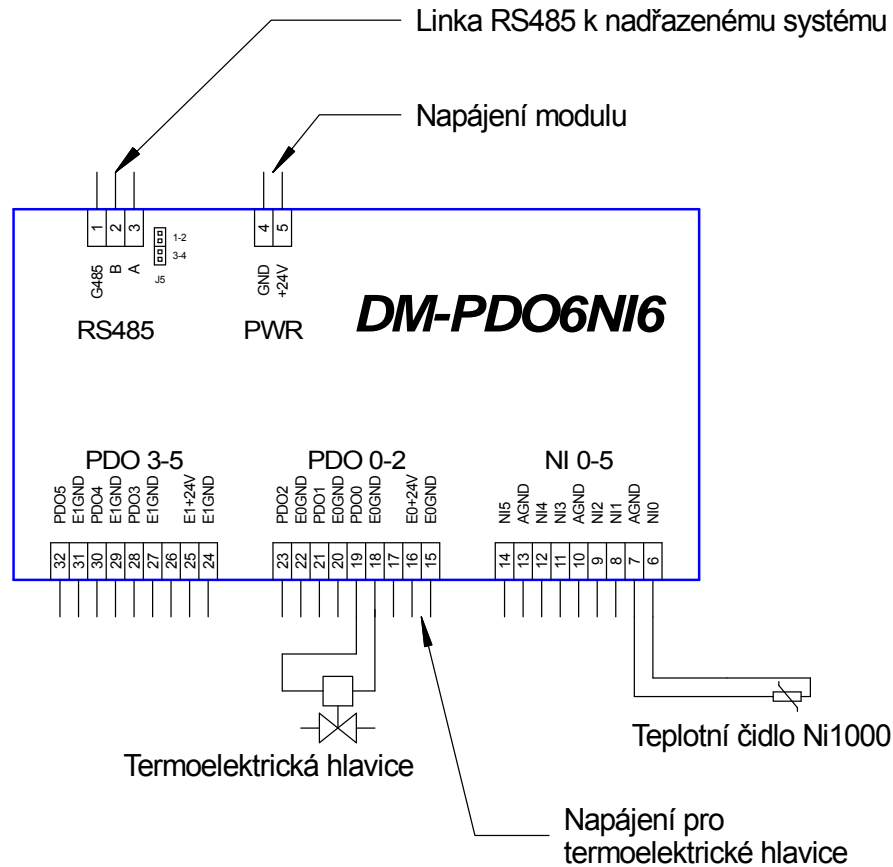 Linka RS485 k nadřazenému systému
Napájení modulu
1 2 3
4 5
1-2
3-4
J5
G485 B A
GND +24V
RS485
PWR
DM-PDO6NI6
PDO 3-5
PDO 0-2
NI 0-5
PDO5 E1GND PDO4 E1GND PDO3 E1GND E1+24V E1GND
PDO2 E0GND PDO1 E0GND PDO0 E0GND E0+24V E0GND
NI5 AGND NI4 NI3 AGND NI2 NI1 AGND NI0
32 31 30 29 28 27 26 25 24
23 22 21 20 19 18 17 16 15
14 13 12 11 10 9 8 7 6
Teplotní čidlo Ni1000
Termoelektrická hlavice
Napájení pro
termoelektrické hlavice